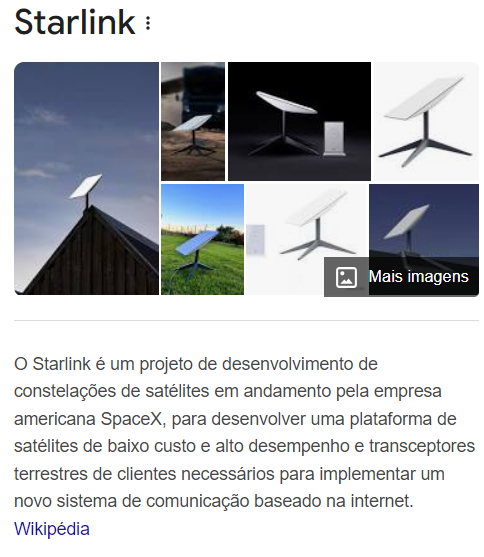 Starlink
Mais imagens
O Starlink é um projeto de desenvolvimento de
constelações de satélites em andamento pela empresa
americana SpaceX, para desenvolver uma plataforma de
satélites de baixo custo e alto desempenho e transceptores
terrestres de clientes necessários para implementar um
novo sistema de comunicação baseado na internet.
Wikipédia